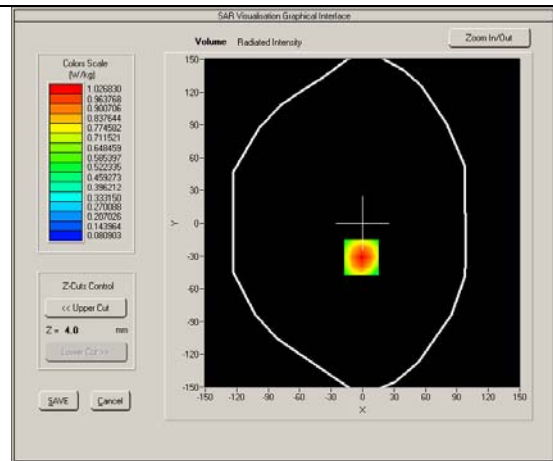 SAR Visualisation Graphical Interface
Volume Radiated Intensity
Zoom In/Out
Colors Scale
(W/kg)
1.026830
0.963768
0.900706
0.837644
0.774582
0.711521
0.648459
0.585397
0.522335
0.459273
0.396212
0.333150
0.270088
0.207026
0.143964
0.080903
Z-Cuts Control
<< Upper Cut
Z = 4.0 mm
Lower Cut >>
SAVE Cancel
Y
150
120
90
60
30
0
-30
-60
-90
-120
-150
-150 -120 -90 -60 -30 0 30 60 90 120 150
X